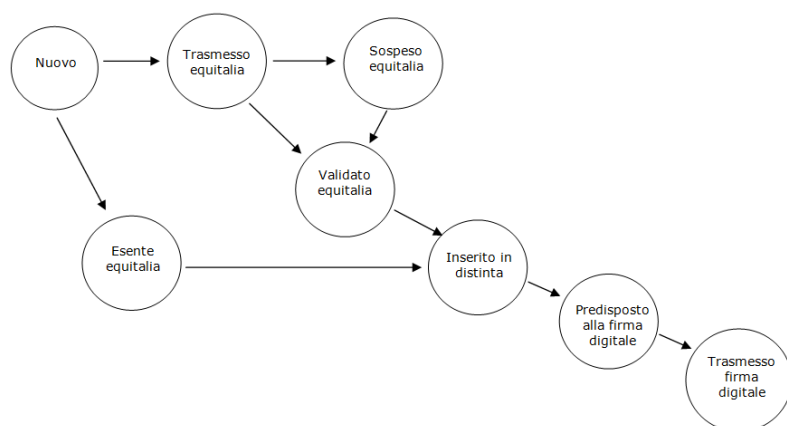 Nuovo
Trasmesso
equitalia
Sospeso
equitalia
Validato
equitalia
Esente
equitalia
Inserito in
distinta
Predisposto
alla firma
digitale
Trasmesso
firma
digitale